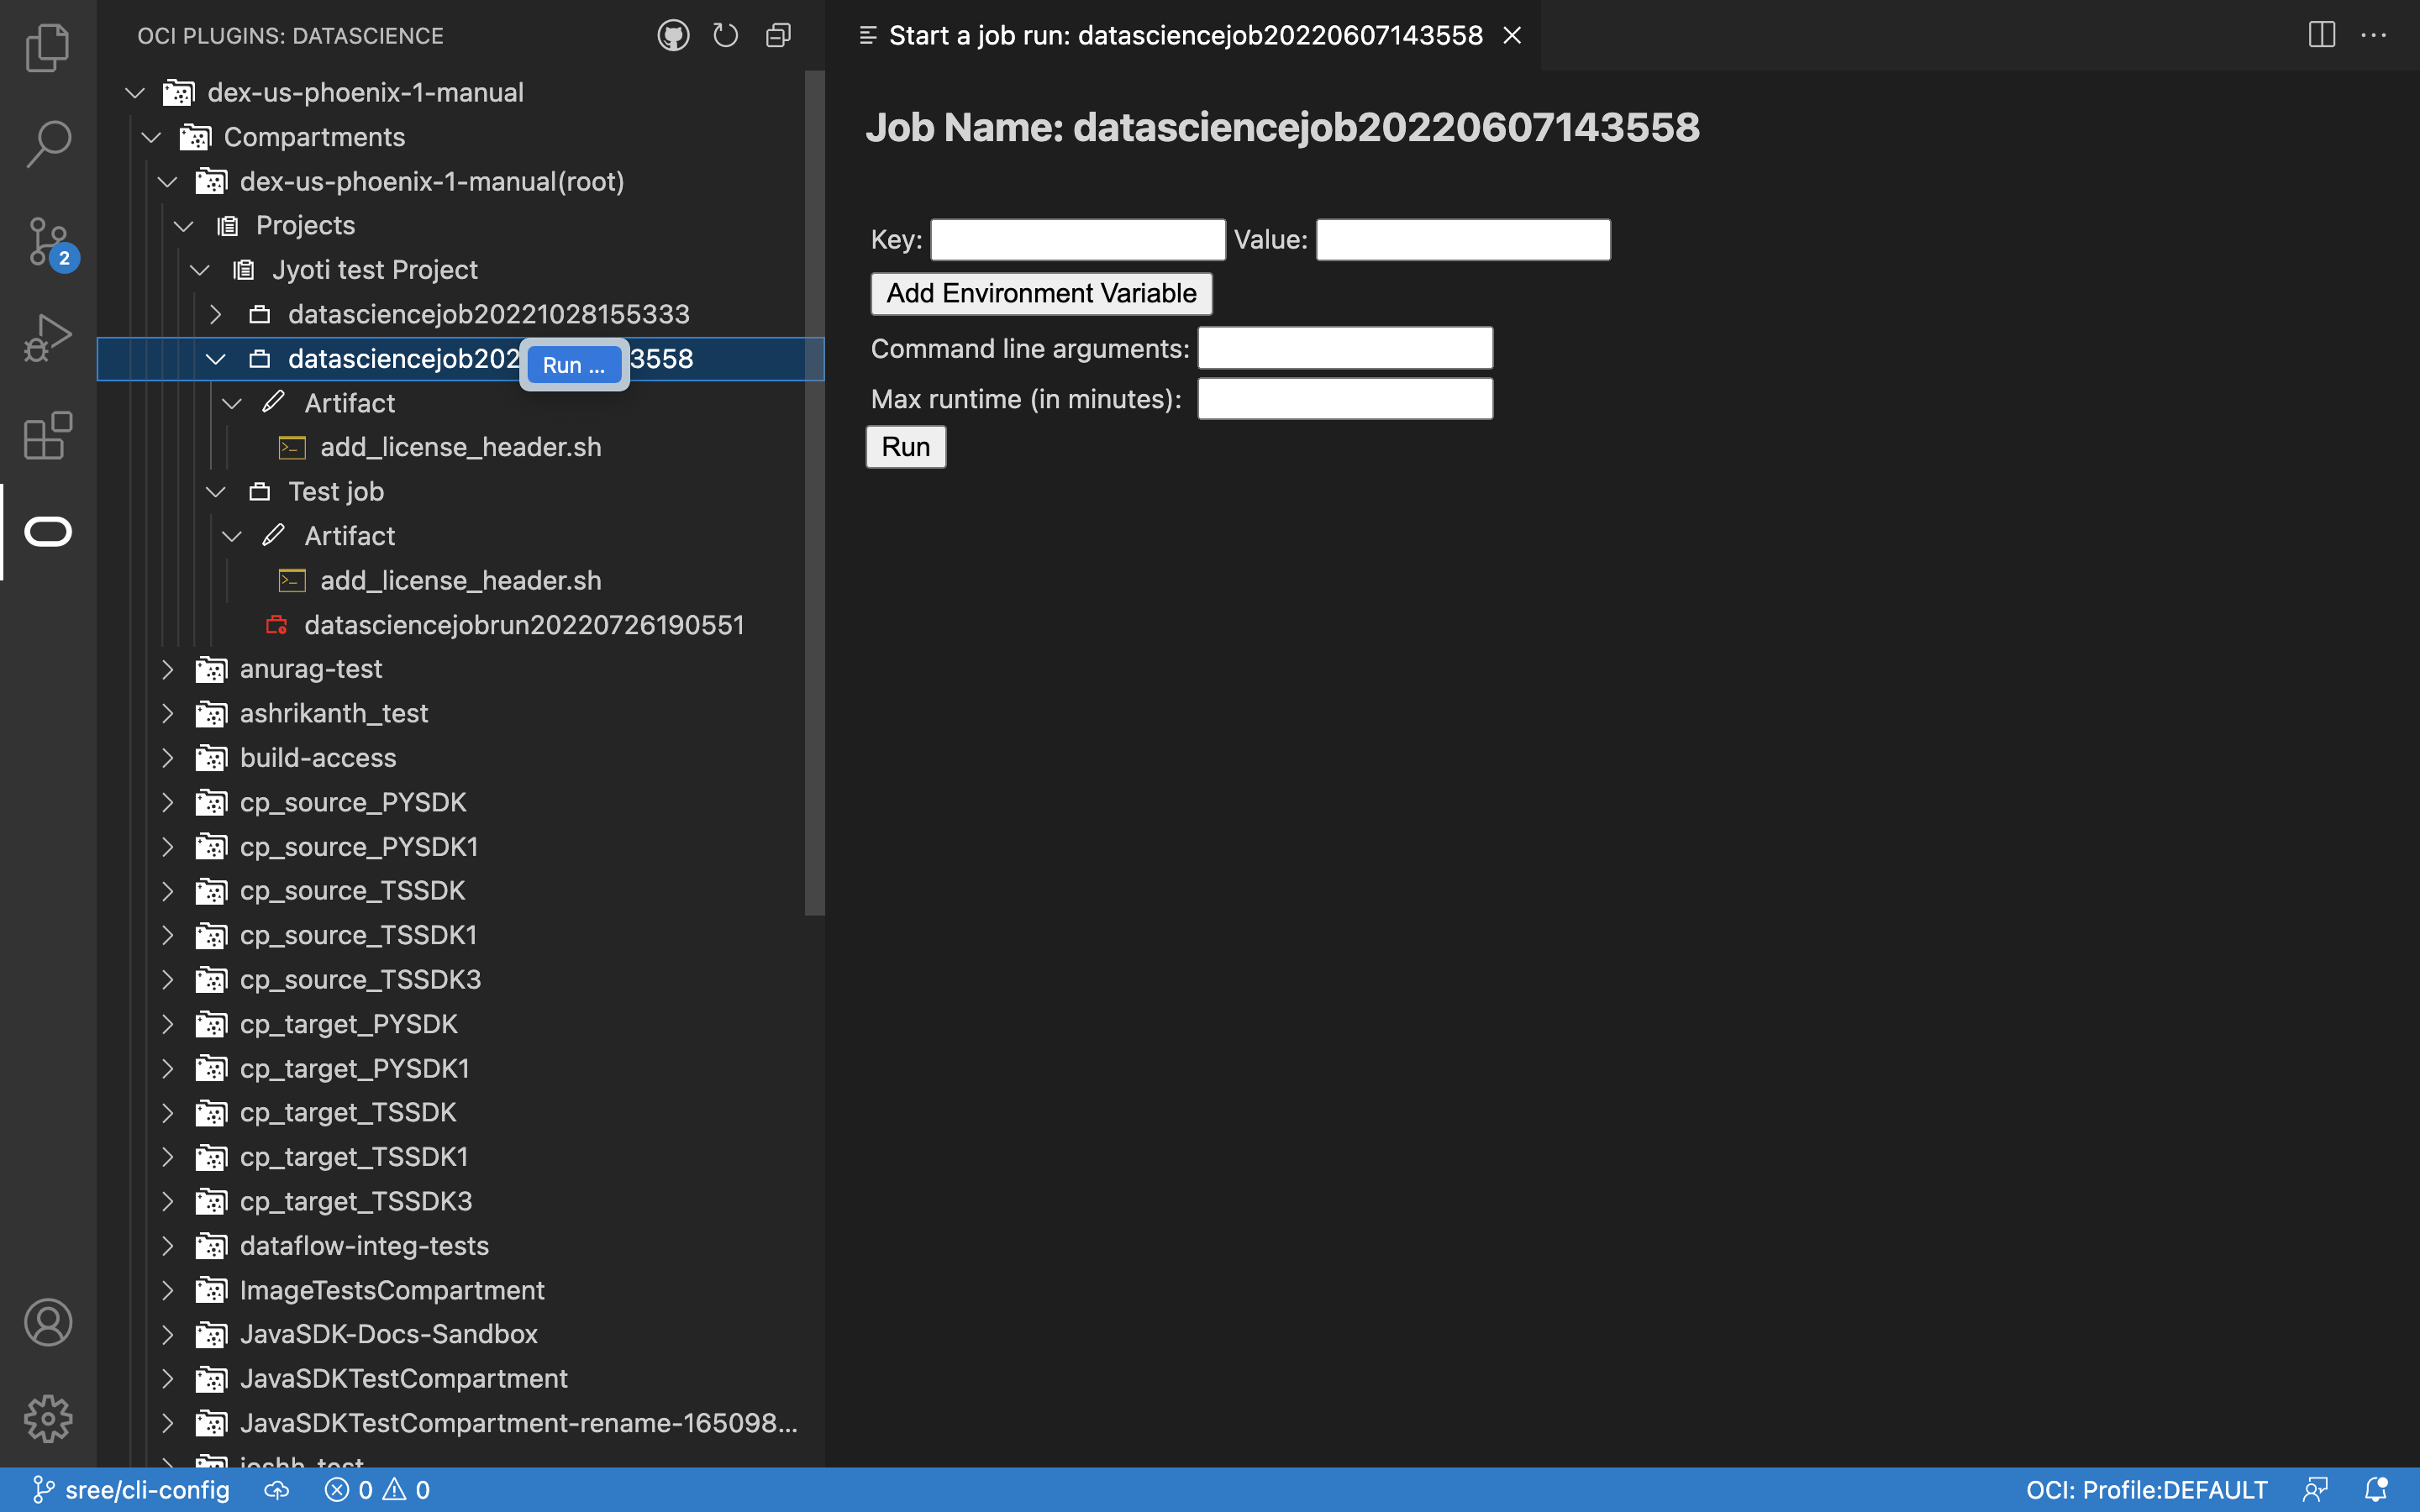 OCI PLUGINS: DATASCIENCE
dex-us-phoenix-1-manual
Compartments
dex-us-phoenix-1-manual(root)
Projects
Jyoti test Project
datasciencejob20221028155333
datasciencejob202 3558
Run ...
Artifact
add_license_header.sh
Test job
Artifact
add_license_header.sh
datasciencejobrun20220726190551
anurag-test
ashrikanth_test
build-access
cp_source_PYSDK
cp_source_PYSDK1
cp_source_TSSDK
cp_source_TSSDK1
cp_source_TSSDK3
cp_target_PYSDK
cp_target_PYSDK1
cp_target_TSSDK
cp_target_TSSDK1
cp_target_TSSDK3
dataflow-integ-tests
ImageTestsCompartment
JavaSDK-Docs-Sandbox
JavaSDKTestCompartment
JavaSDKTestCompartment-rename-165098...
2
Start a job run: datasciencejob20220607143558
Job Name: datasciencejob20220607143558
Key: Value:
Add Environment Variable
Command line arguments:
Max runtime (in minutes):
Run
sree/cli-config 0 0 OCI: Profile:DEFAULT